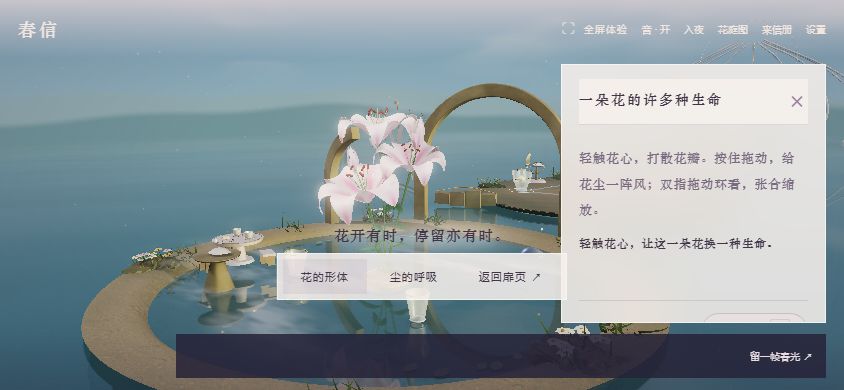 春信
全屏体验 音·开 入夜 花庭图 来信册 设置
一朵花的许多种生命
轻触花心，打散花瓣。按住拖动，给
花尘一阵风；双指拖动环看，张合缩
放。
轻触花心，让这一朵花换一种生命。
花开有时，停留亦有时。
花的形体 尘的呼吸 返回扉页 ↗
留一帧春光 ↗